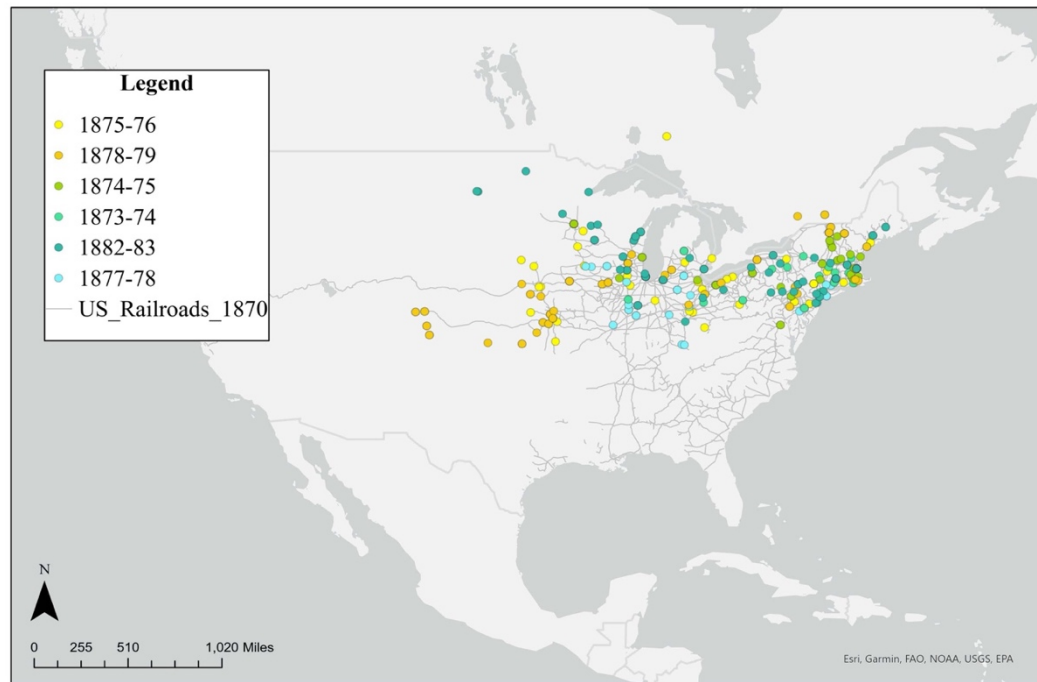 Legend
1875-76
1878-79
1874-75
1873-74
1882-83
1877-78
US_Railroads_1870
N
0 255 510 1,020 Miles
Esri, Garmin, FAO, NOAA, USGS, EPA